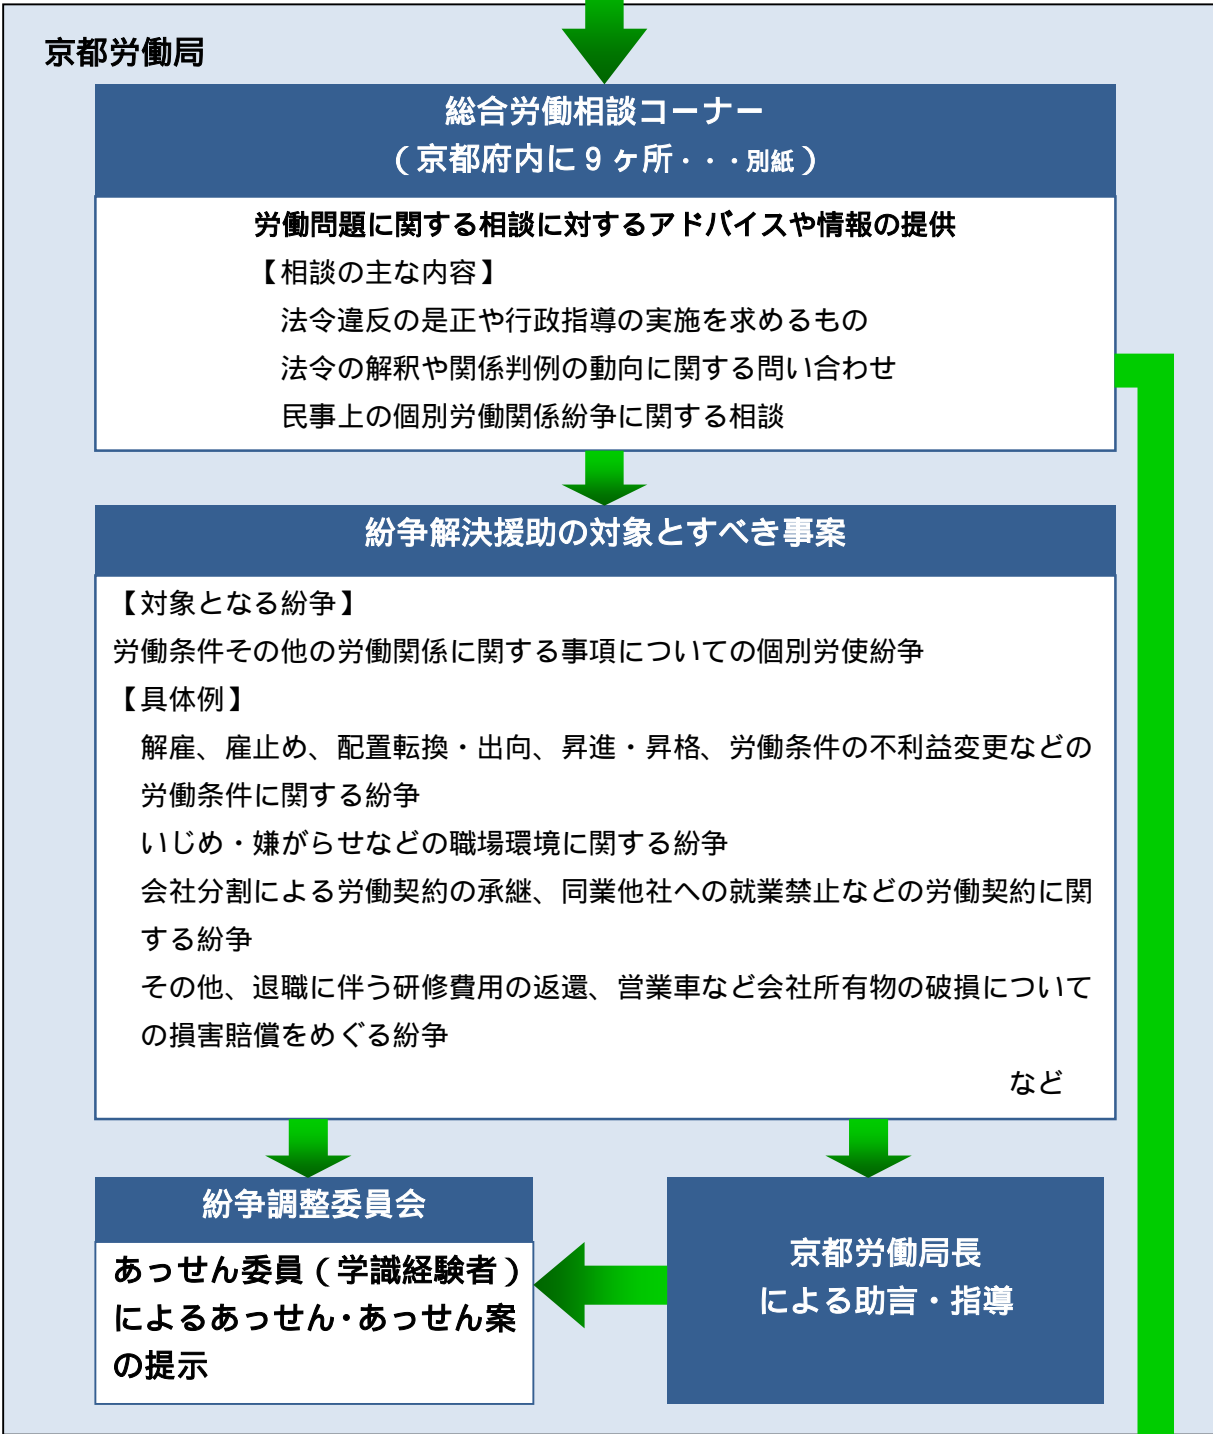 京都労働局
総合労働相談コーナー
（京都府内に9ヶ所・・・別紙）
労働問題に関する相談に対するアドバイスや情報の提供
【相談の主な内容】
法令違反の是正や行政指導の実施を求めるもの
法令の解釈や関係判例の動向に関する問い合わせ
民事上の個別労働関係紛争に関する相談
紛争解決援助の対象とすべき事案
【対象となる紛争】
労働条件その他の労働関係に関する事項についての個別労使紛争
【具体例】
解雇、雇止め、配置転換・出向、昇進・昇格、労働条件の不利益変更などの
労働条件に関する紛争
いじめ・嫌がらせなどの職場環境に関する紛争
会社分割による労働契約の承継、同業他社への就業禁止などの労働契約に関
する紛争
その他、退職に伴う研修費用の返還、営業車など会社所有物の破損について
の損害賠償をめぐる紛争
など
紛争調整委員会
あっせん委員（学識経験者）
によるあっせん・あっせん案
の提示
京都労働局長
による助言・指導